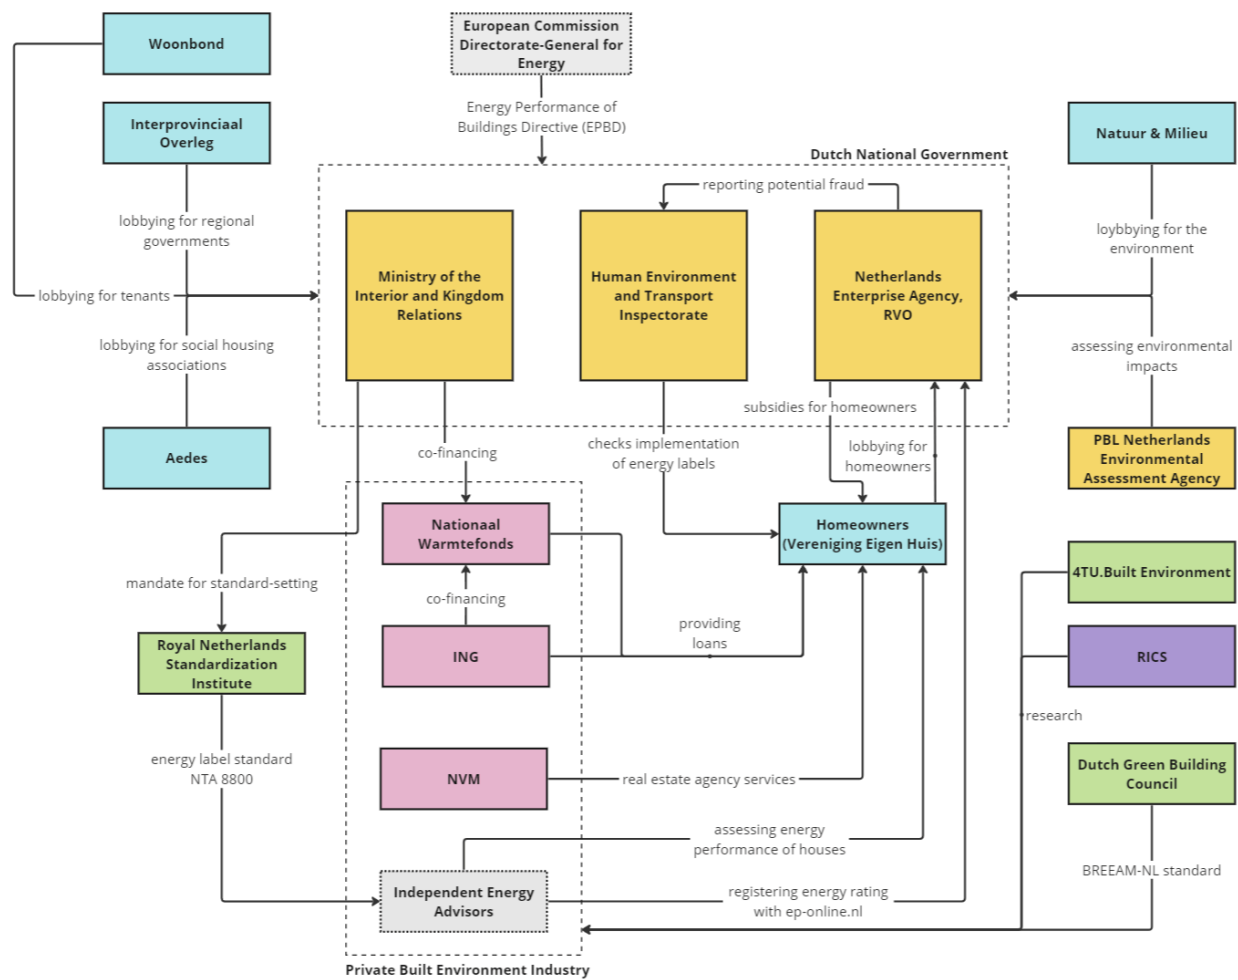 Woonbond
European Commission
Directorate-General for
Energy
Energy Performance of
Buildings Directive (EPBD)
Interprovinciaal
Overleg
Natuur & Milieu
Dutch National Government
reporting potential fraud
lobbying for regional
governments
loybbying for the
environment
Ministry of the
Interior and Kingdom
Relations
Human Environment
and Transport
Inspectorate
Netherlands
Enterprise Agency,
RVO
lobbying for tenants
lobbying for social housing
associations
assessing environmental
impacts
subsidies for homeowners
Aedes
co-financing
checks implementation
of energy labels
lobbying for
homeowners
PBL Netherlands
Environmental
Assessment Agency
Nationaal
Warmtefonds
Homeowners
(Vereniging Eigen Huis)
mandate for standard-setting
co-financing
4TU.Built Environment
Royal Netherlands
Standardization
Institute
ING
providing
loans
RICS
research
energy label standard
NTA 8800
NVM
real estate agency services
Dutch Green Building
Council
assessing energy
performance of houses
BREEAM-NL standard
Independent Energy
Advisors
registering energy rating
with ep-online.nl
Private Built Environment Industry